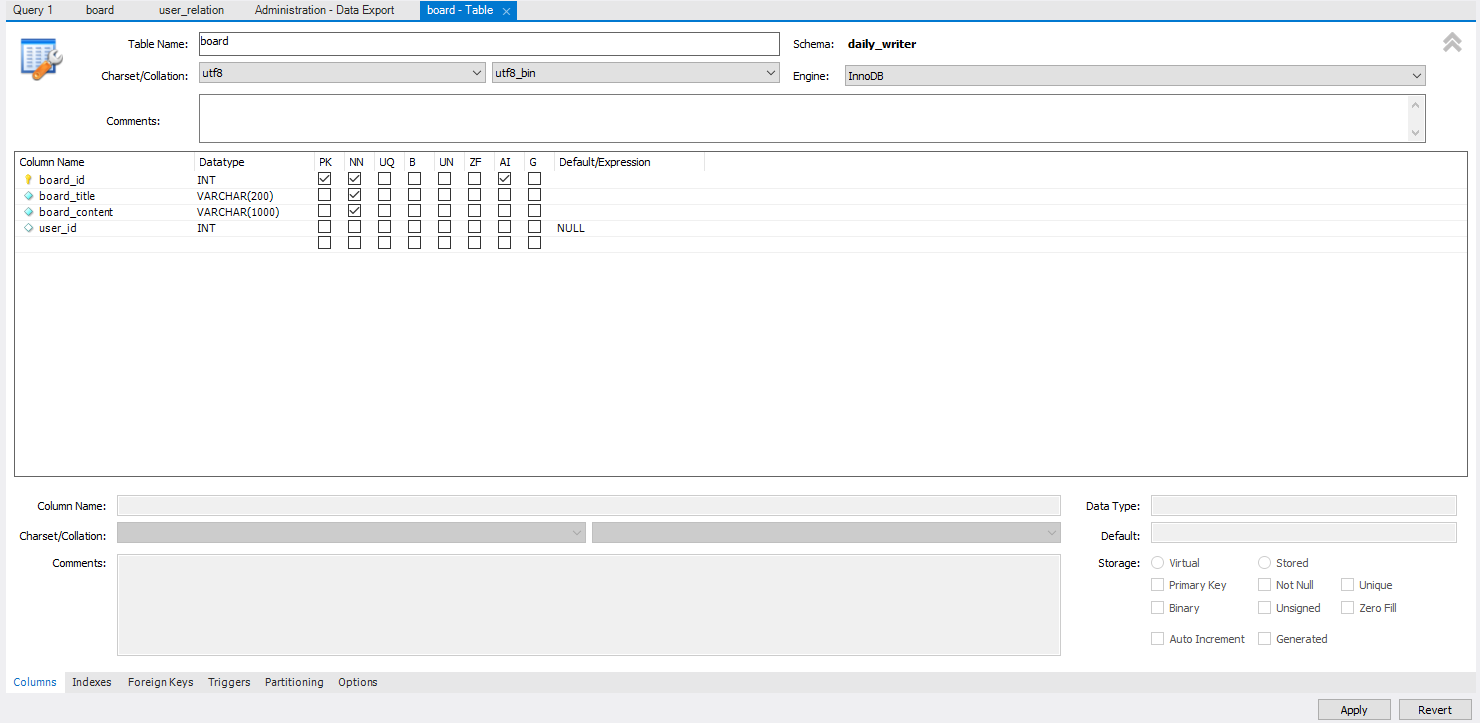 Query 1 board user_relation Administration - Data Export board - Table
Table Name: board Schema: daily_writer
Charset/Collation: utf8 utf8_bin Engine: InnoDB
Comments:
Column Name Datatype PK NN UQ B UN ZF AI G Default/Expression
board_id INT
board_title VARCHAR(200)
board_content VARCHAR(1000)
user_id INT NULL
Column Name: Data Type:
Charset/Collation: Default:
Comments: Storage: Virtual Stored
Primary Key Not Null Unique
Binary Unsigned Zero Fill
Auto Increment Generated
Columns Indexes Foreign Keys Triggers Partitioning Options
Apply Revert